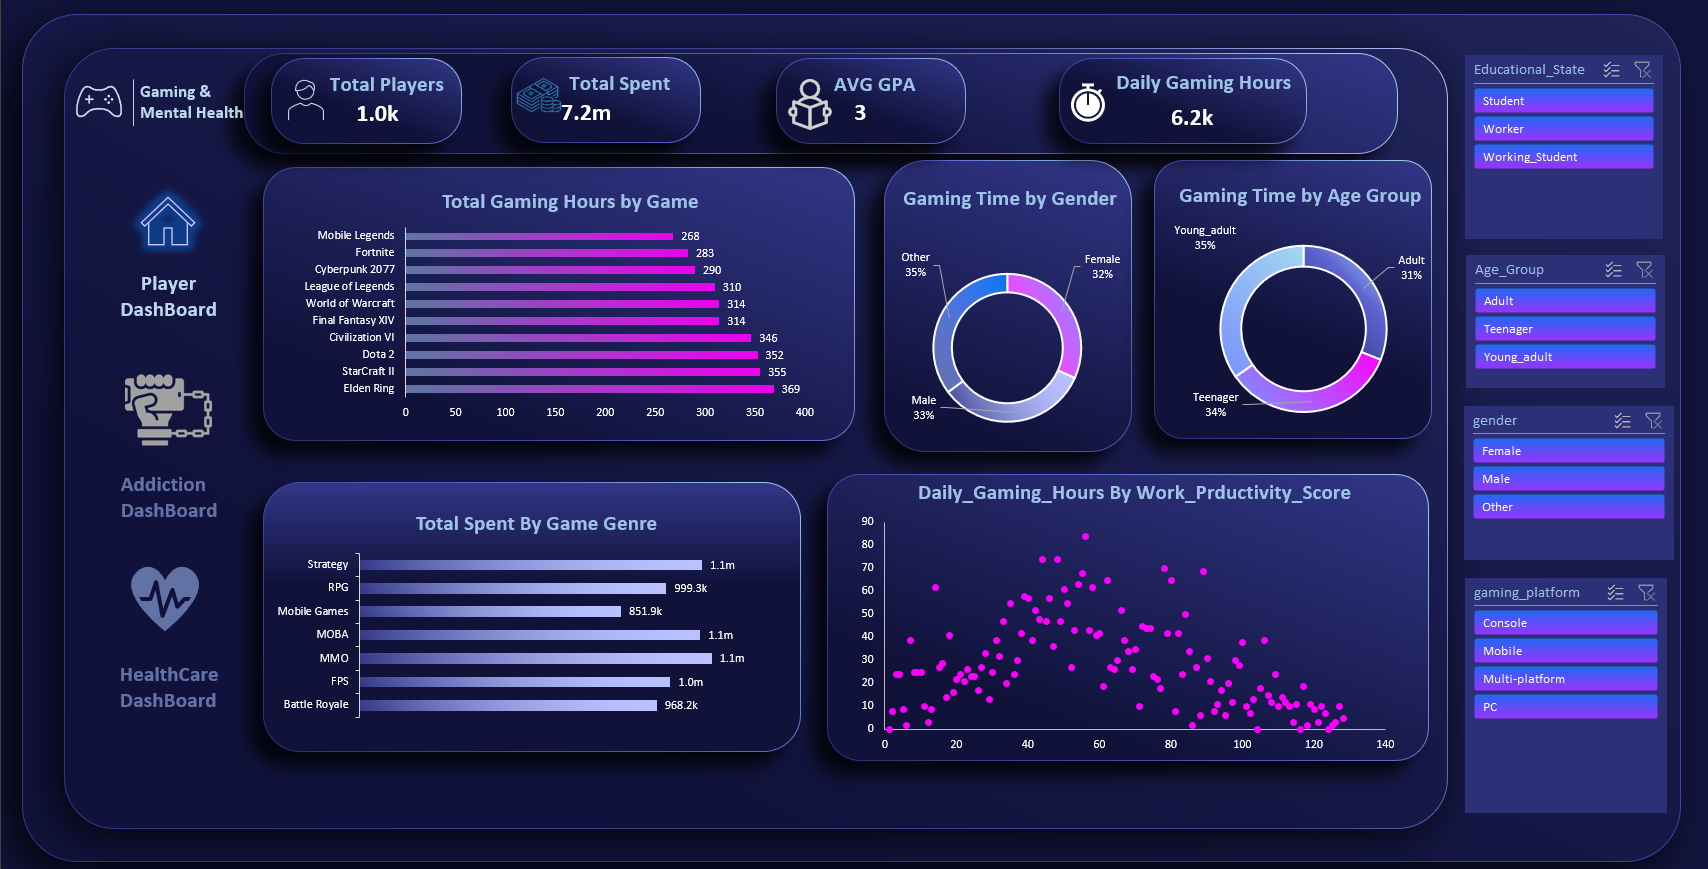 Gaming &
Mental Health
Total Players
1.0k
Total Spent
7.2m
AVG GPA
3
Daily Gaming Hours
6.2k
Player
DashBoard
Addiction
DashBoard
HealthCare
DashBoard
Total Gaming Hours by Game
Mobile Legends 268
Fortnite 283
Cyberpunk 2077 290
League of Legends 310
World of Warcraft 314
Final Fantasy XIV 314
Civilization VI 346
Dota 2 352
StarCraft II 355
Elden Ring 369
0 50 100 150 200 250 300 350 400
Gaming Time by Gender
Other
35%
Female
32%
Male
33%
Gaming Time by Age Group
Young_adult
35%
Adult
31%
Teenager
34%
Total Spent By Game Genre
Strategy 1.1m
RPG 999.3k
Mobile Games 851.9k
MOBA 1.1m
MMO 1.1m
FPS 1.0m
Battle Royale 968.2k
Daily_Gaming_Hours By Work_Prductivity_Score
90
80
70
60
50
40
30
20
10
0
0 20 40 60 80 100 120 140
Educational_State
Student
Worker
Working_Student
Age_Group
Adult
Teenager
Young_adult
gender
Female
Male
Other
gaming_platform
Console
Mobile
Multi-platform
PC